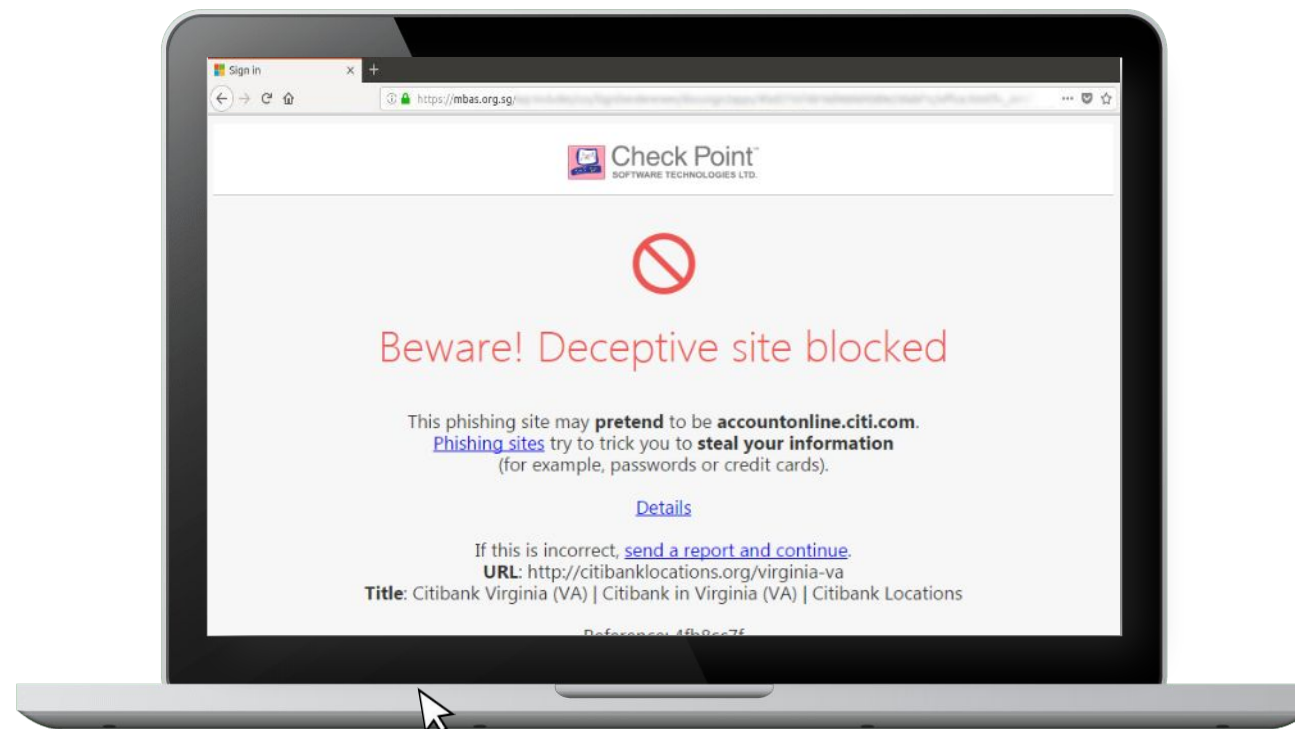 Sign in
https://mbas.org.sg/
Check Point™
SOFTWARE TECHNOLOGIES LTD.
Beware! Deceptive site blocked
This phishing site may pretend to be accountonline.citi.com.
Phishing sites try to trick you to steal your information
(for example, passwords or credit cards).
Details
If this is incorrect, send a report and continue.
URL: http://citibanklocations.org/virginia-va
Title: Citibank Virginia (VA) | Citibank in Virginia (VA) | Citibank Locations
Reference: 4fb8cc7f